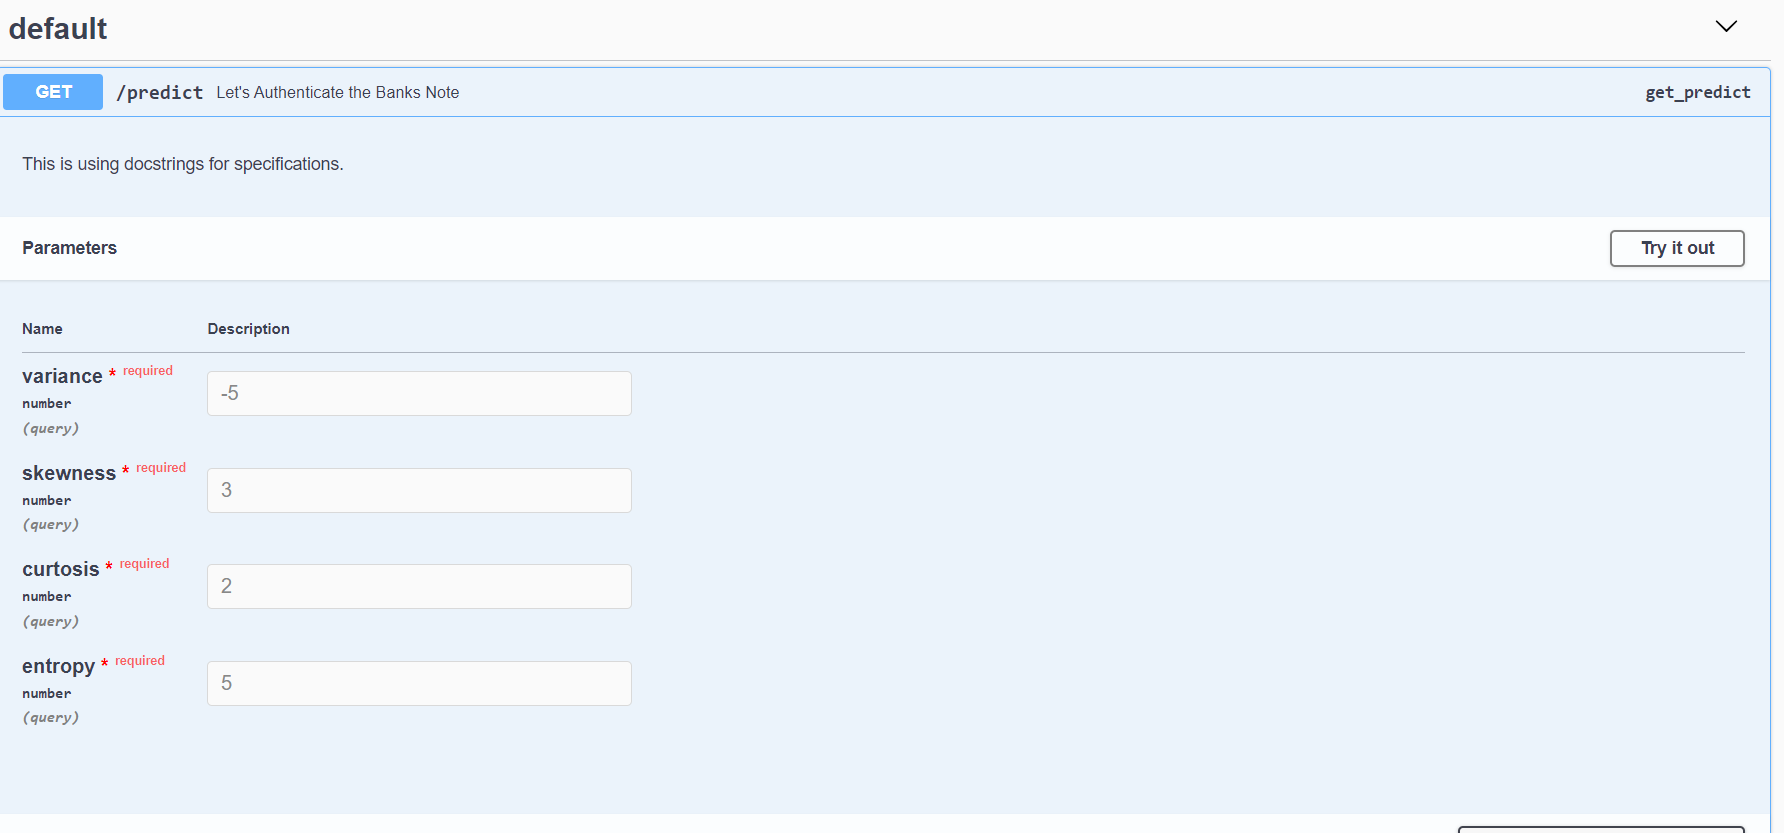 default
GET /predict Let's Authenticate the Banks Note get_predict
This is using docstrings for specifications.
Parameters Try it out
Name Description
variance * required
number
(query)
-5
skewness * required
number
(query)
3
curtosis * required
number
(query)
2
entropy * required
number
(query)
5